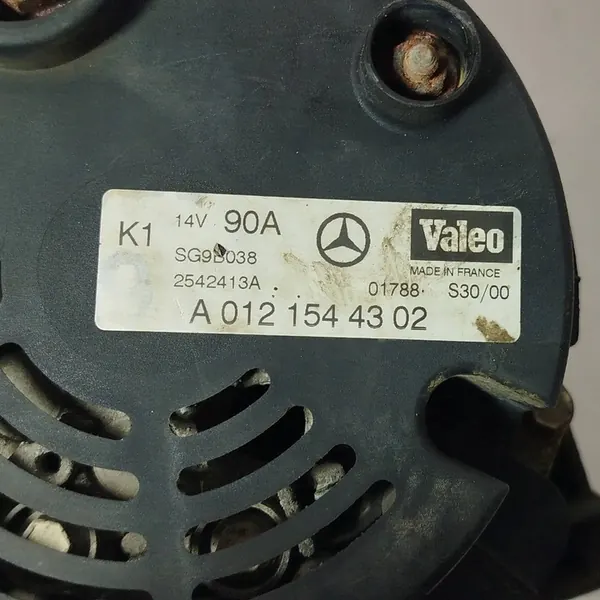 K1 14V 90A Valeo
MADE IN FRANCE
SG9B038
2542413A 01788 S30/00
A 012 154 43 02